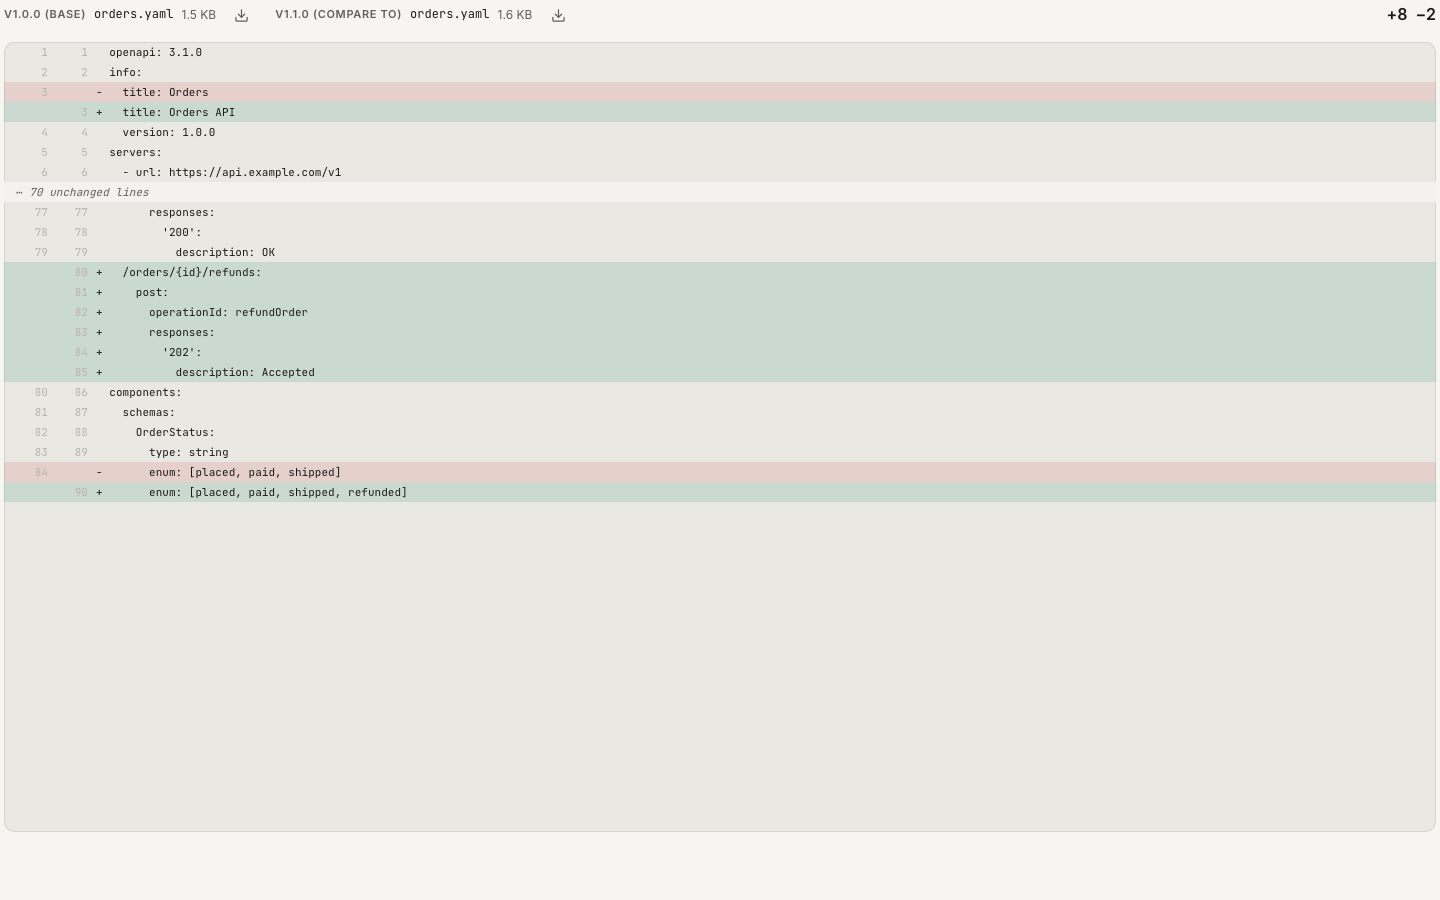 V1.0.0 (BASE) orders.yaml 1.5 KB V1.1.0 (COMPARE TO) orders.yaml 1.6 KB +8 −2
1 1 openapi: 3.1.0
2 2 info:
3 - title: Orders
3 + title: Orders API
4 4 version: 1.0.0
5 5 servers:
6 6 - url: https://api.example.com/v1
⋯ 70 unchanged lines
77 77 responses:
78 78 '200':
79 79 description: OK
80 + /orders/{id}/refunds:
81 + post:
82 + operationId: refundOrder
83 + responses:
84 + '202':
85 + description: Accepted
80 86 components:
81 87 schemas:
82 88 OrderStatus:
83 89 type: string
84 - enum: [placed, paid, shipped]
90 + enum: [placed, paid, shipped, refunded]